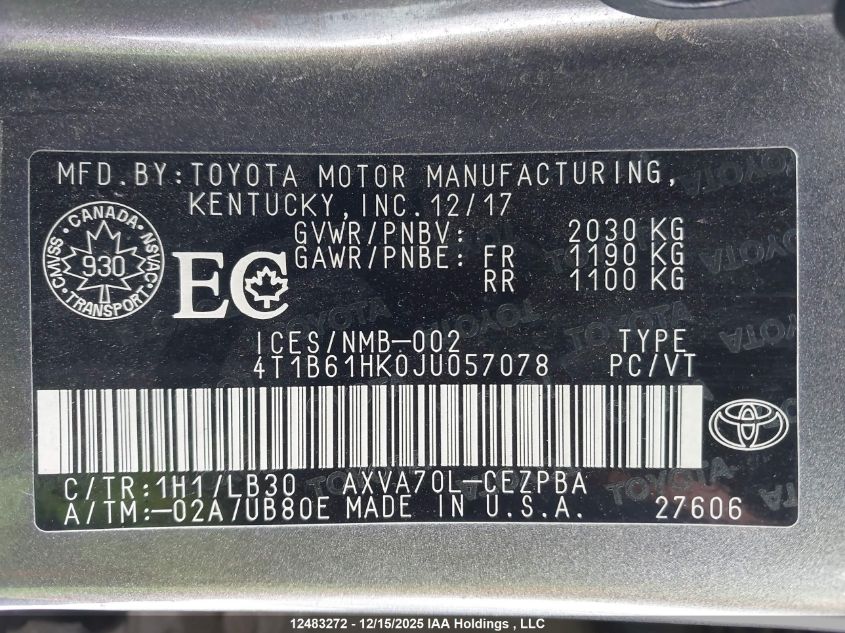 MFD.BY:TOYOTA MOTOR MANUFACTURING,
KENTUCKY, INC. 12/17
GVWR/PNBV: 2030 KG
GAWR/PNBE: FR 1190 KG
RR 1100 KG
CANADA
CMVSS/NSVAC
930
TRANSPORT
EC
ICES/NMB-002 TYPE
4T1B61HK0JU057078 PC/VT
C/TR:1H1/LB30 AXVA70L-CEZPBA
A/TM:-02A/UB80E MADE IN U.S.A. 27606
12483272 - 12/15/2025 IAA Holdings , LLC